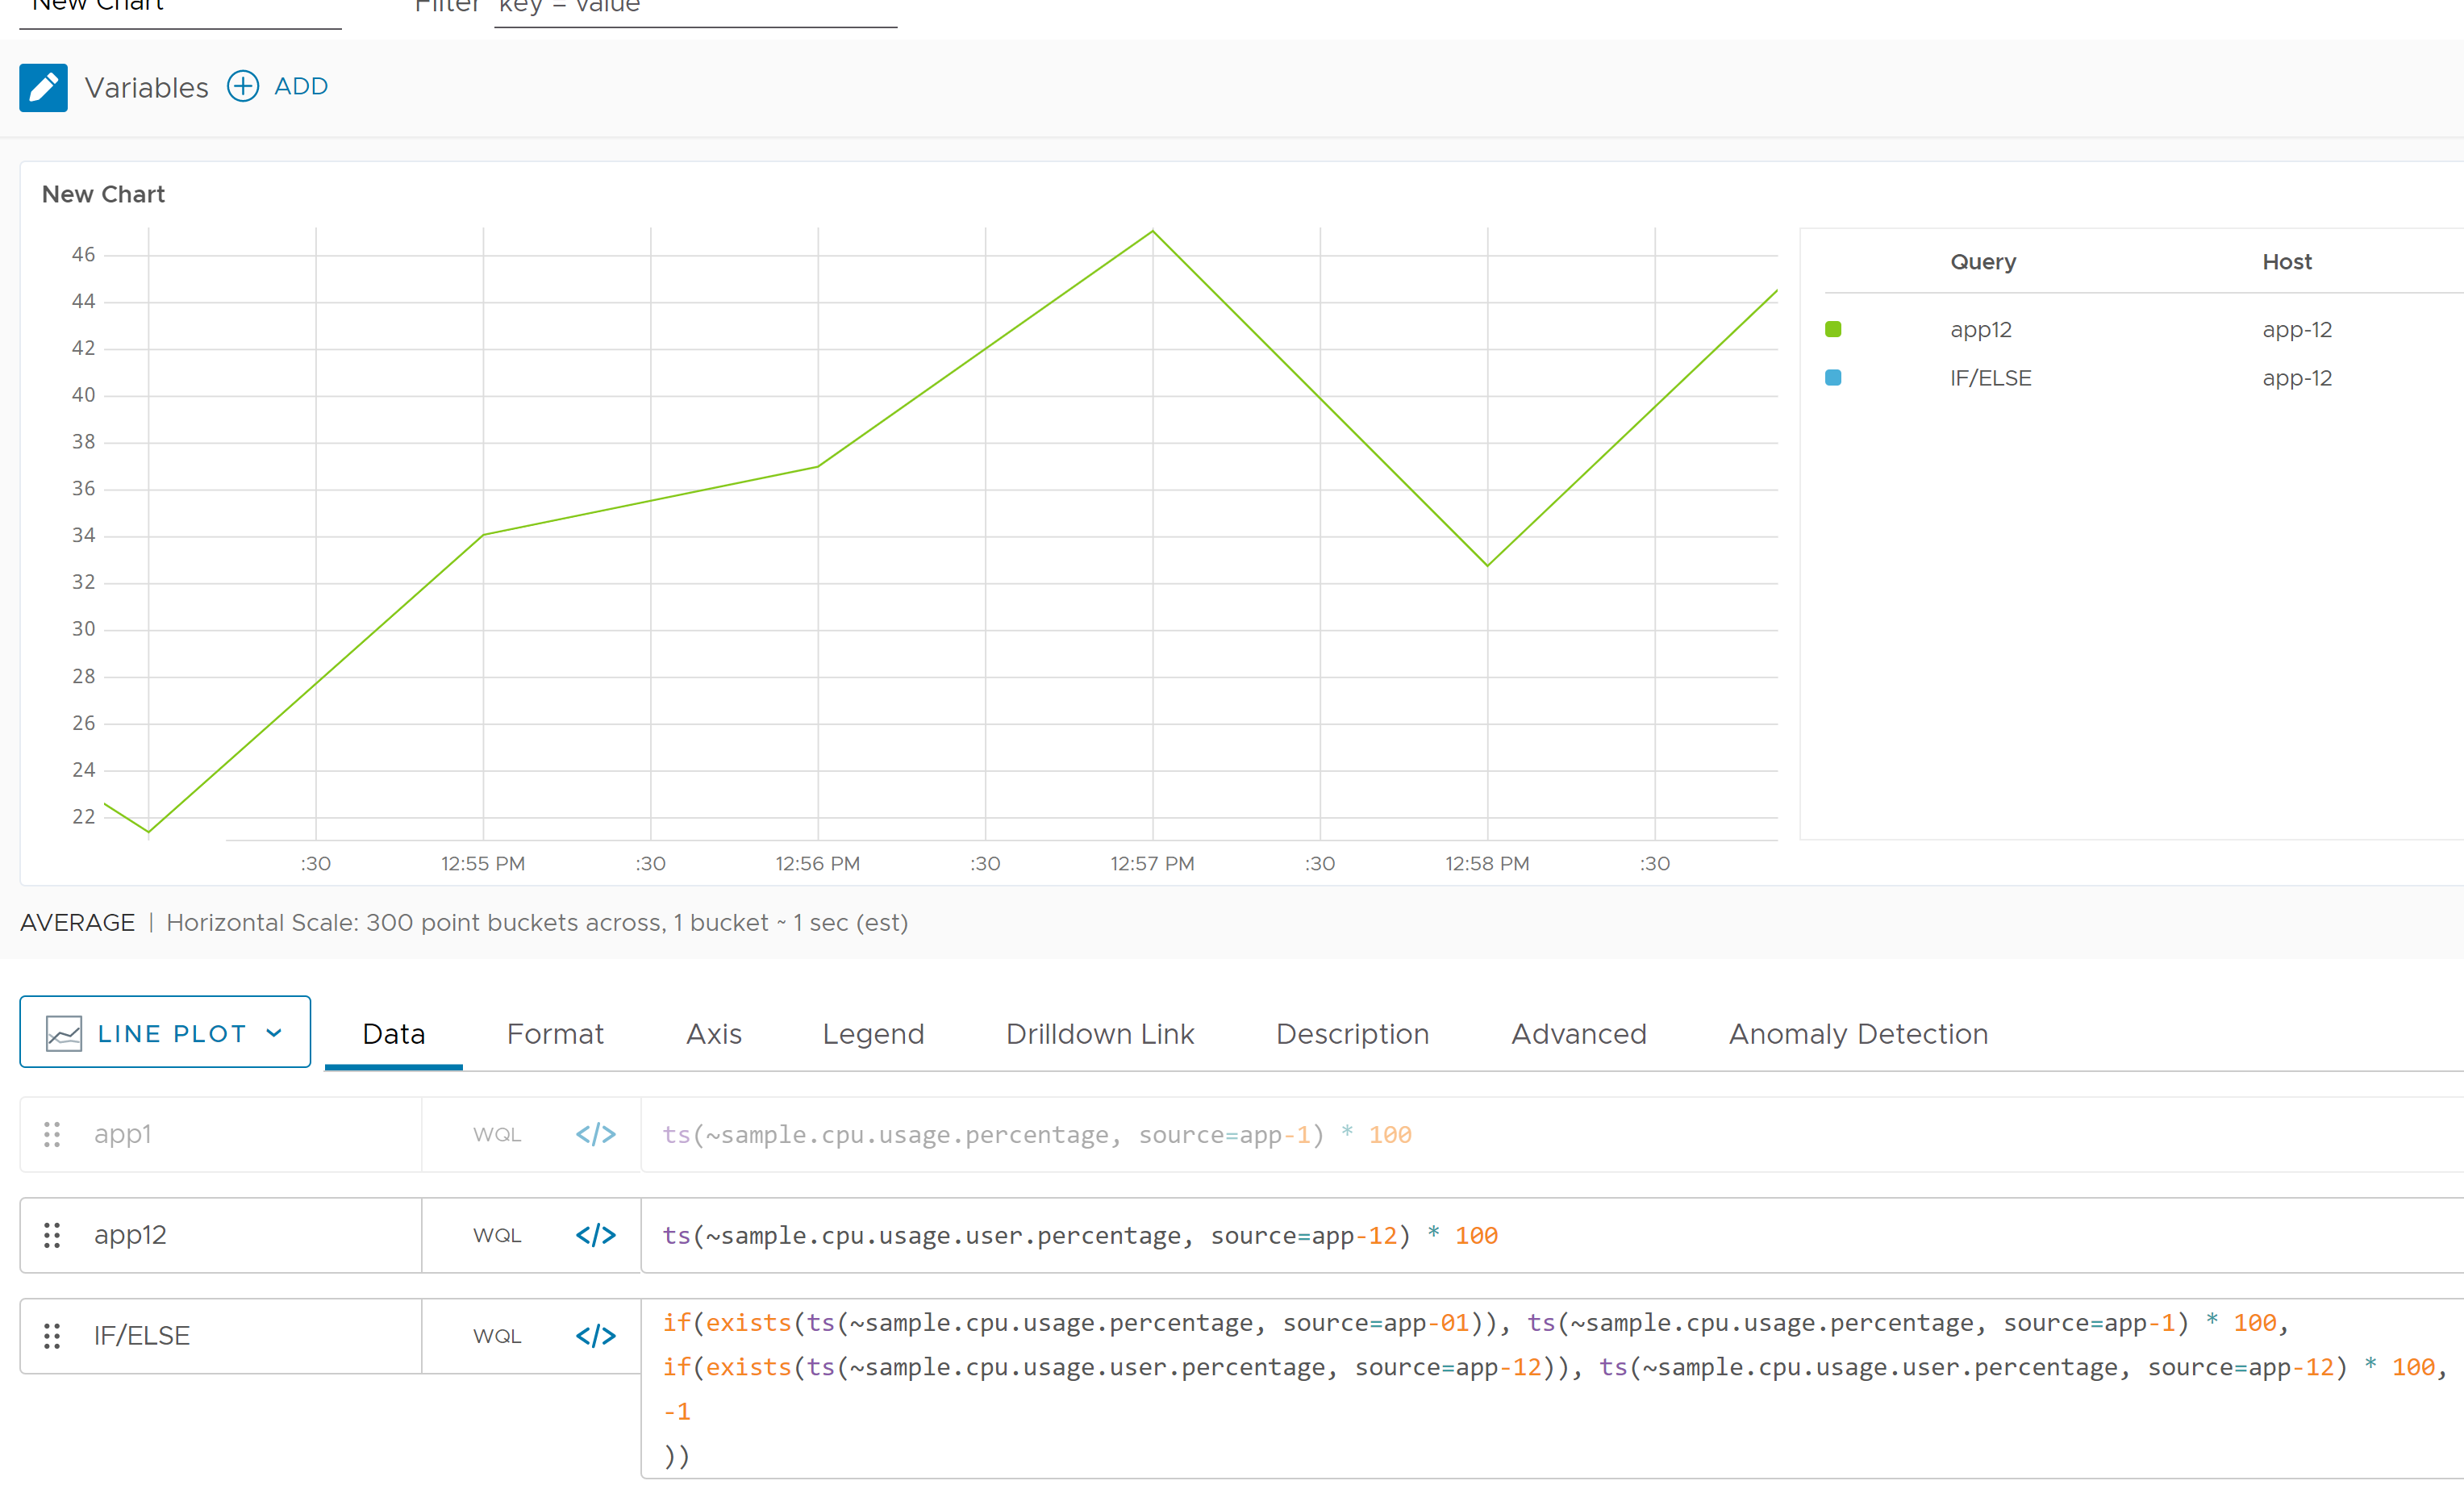 New Chart Filter key = value
Variables ADD
New Chart
46
44
42
40
38
36
34
32
30
28
26
24
22
:30 12:55 PM :30 12:56 PM :30 12:57 PM :30 12:58 PM :30
Query Host
app12 app-12
IF/ELSE app-12
AVERAGE | Horizontal Scale: 300 point buckets across, 1 bucket ~ 1 sec (est)
LINE PLOT Data Format Axis Legend Drilldown Link Description Advanced Anomaly Detection
app1 WQL </> ts(~sample.cpu.usage.percentage, source=app-1) * 100
app12 WQL </> ts(~sample.cpu.usage.user.percentage, source=app-12) * 100
IF/ELSE WQL </> if(exists(ts(~sample.cpu.usage.percentage, source=app-01)), ts(~sample.cpu.usage.percentage, source=app-1) * 100,
if(exists(ts(~sample.cpu.usage.user.percentage, source=app-12)), ts(~sample.cpu.usage.user.percentage, source=app-12) * 100,
-1
))